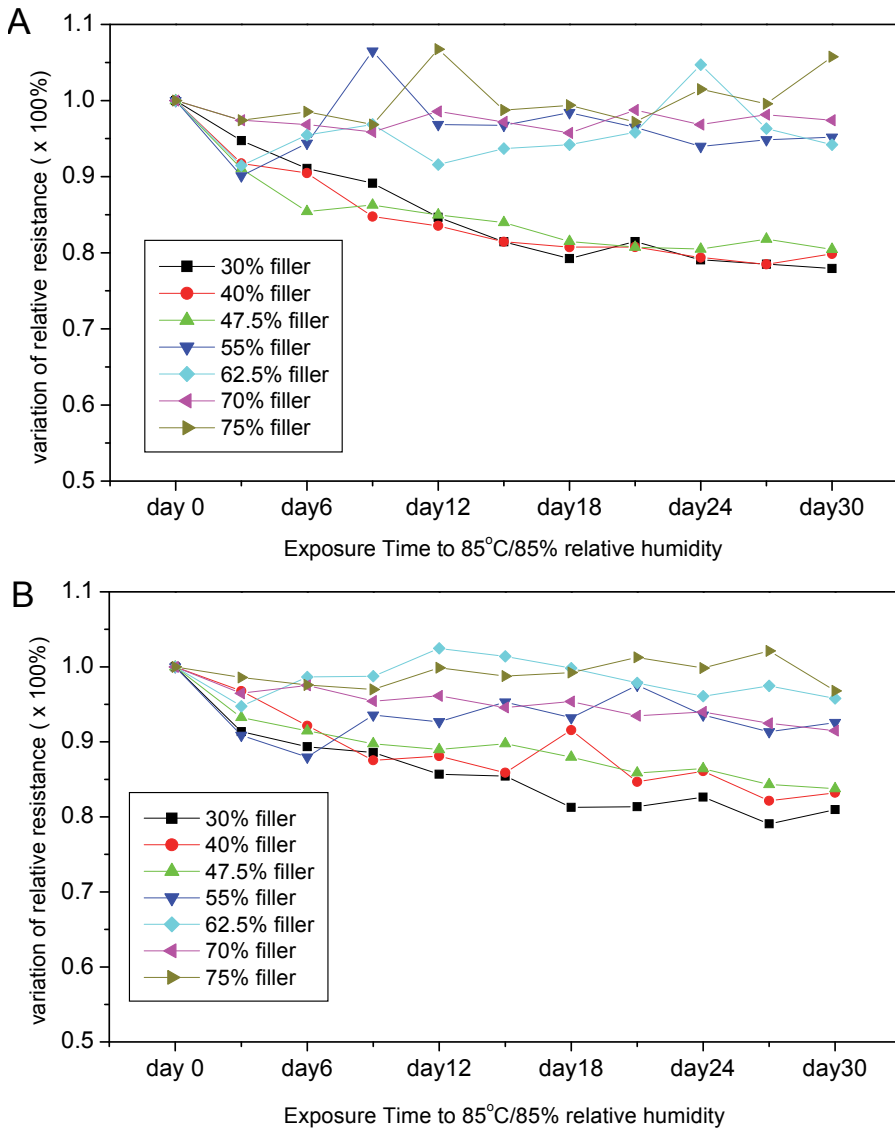 A
variation of relative resistance ( x 100%)
1.1
1.0
0.9
0.8
0.7
0.6
0.5
30% filler
40% filler
47.5% filler
55% filler
62.5% filler
70% filler
75% filler
day 0
day6
day12
day18
day24
day30
Exposure Time to 85°C/85% relative humidity
B
variation of relative resistance ( x 100%)
1.1
1.0
0.9
0.8
0.7
0.6
0.5
30% filler
40% filler
47.5% filler
55% filler
62.5% filler
70% filler
75% filler
day 0
day6
day12
day18
day24
day30
Exposure Time to 85°C/85% relative humidity